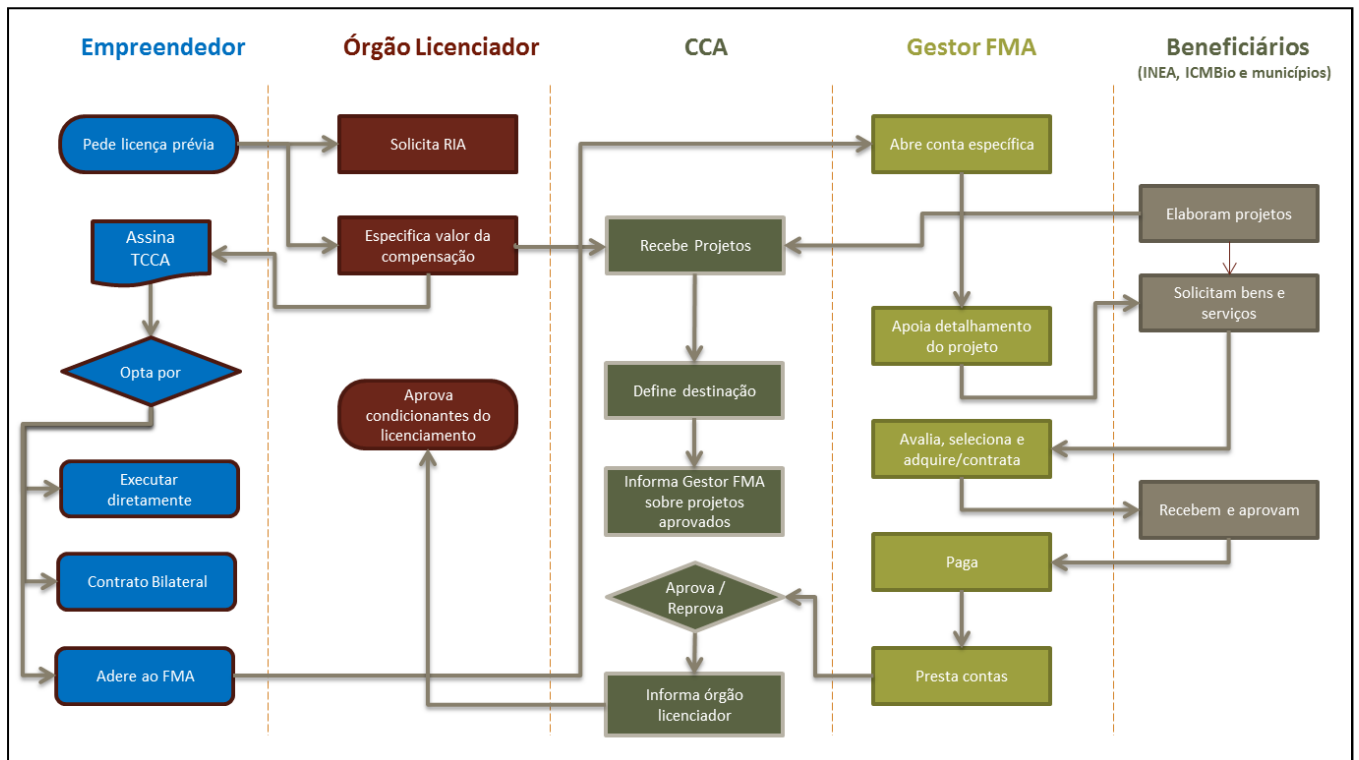 Empreendedor
Órgão Licenciador
CCA
Gestor FMA
Beneficiários
(INEA, ICMBio e municípios)
Pede licença prévia
Solicita RIA
Abre conta específica
Assina
TCCA
Especifica valor da
compensação
Recebe Projetos
Elaboram projetos
Solicitam bens e
serviços
Apoia detalhamento
do projeto
Opta por
Aprova
condicionantes do
licenciamento
Define destinação
Avalia, seleciona e
adquire/contrata
Executar
diretamente
Informa Gestor FMA
sobre projetos
aprovados
Recebem e aprovam
Contrato Bilateral
Aprova /
Reprova
Paga
Adere ao FMA
Informa órgão
licenciador
Presta contas